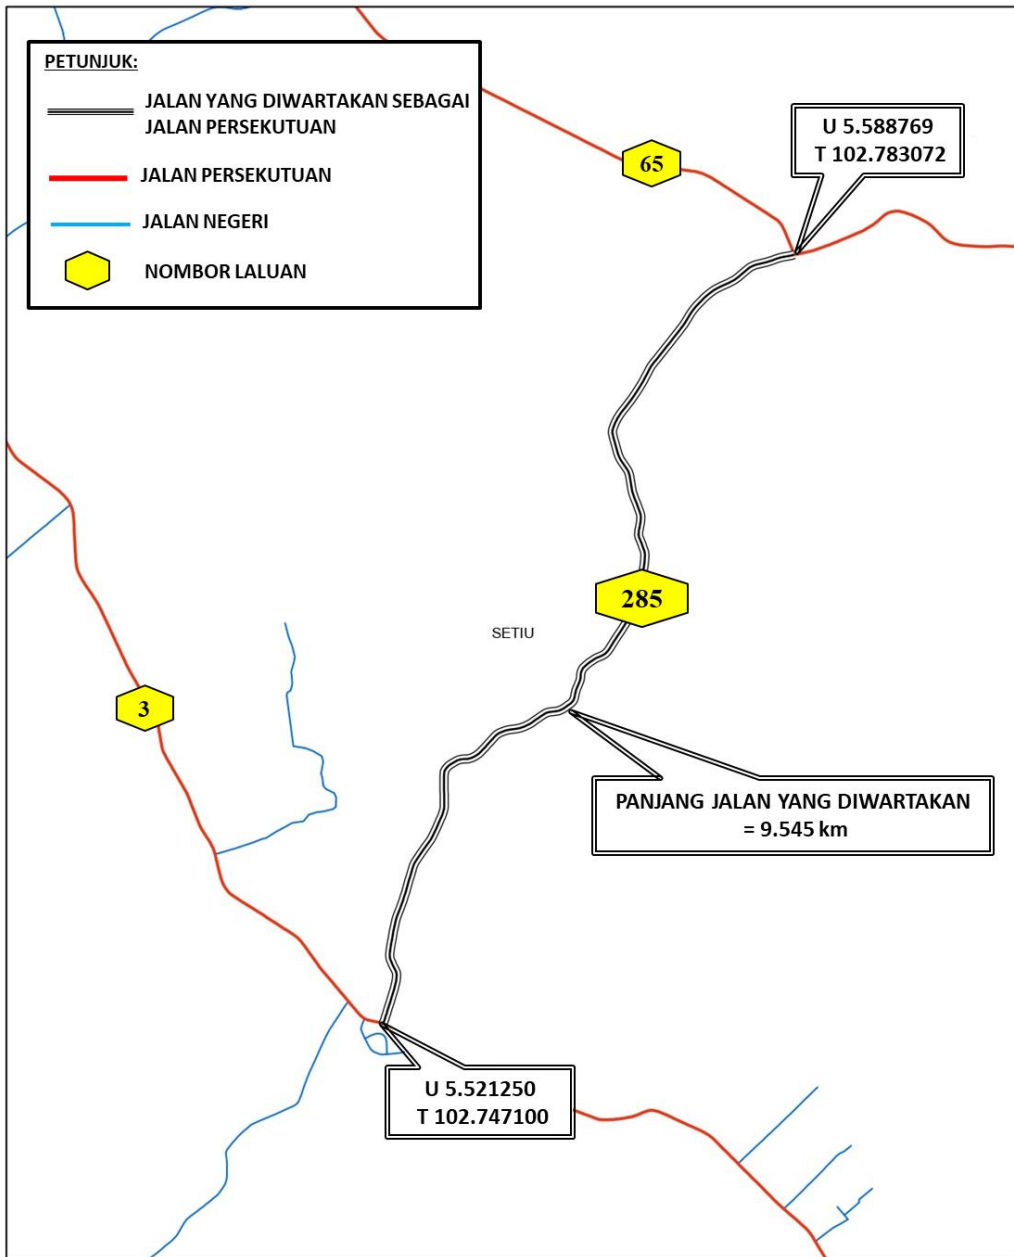 PETUNJUK:
JALAN YANG DIWARTAKAN SEBAGAI
JALAN PERSEKUTUAN
JALAN PERSEKUTUAN
JALAN NEGERI
NOMBOR LALUAN
65
U 5.588769
T 102.783072
285
SETIU
3
PANJANG JALAN YANG DIWARTAKAN
= 9.545 km
U 5.521250
T 102.747100